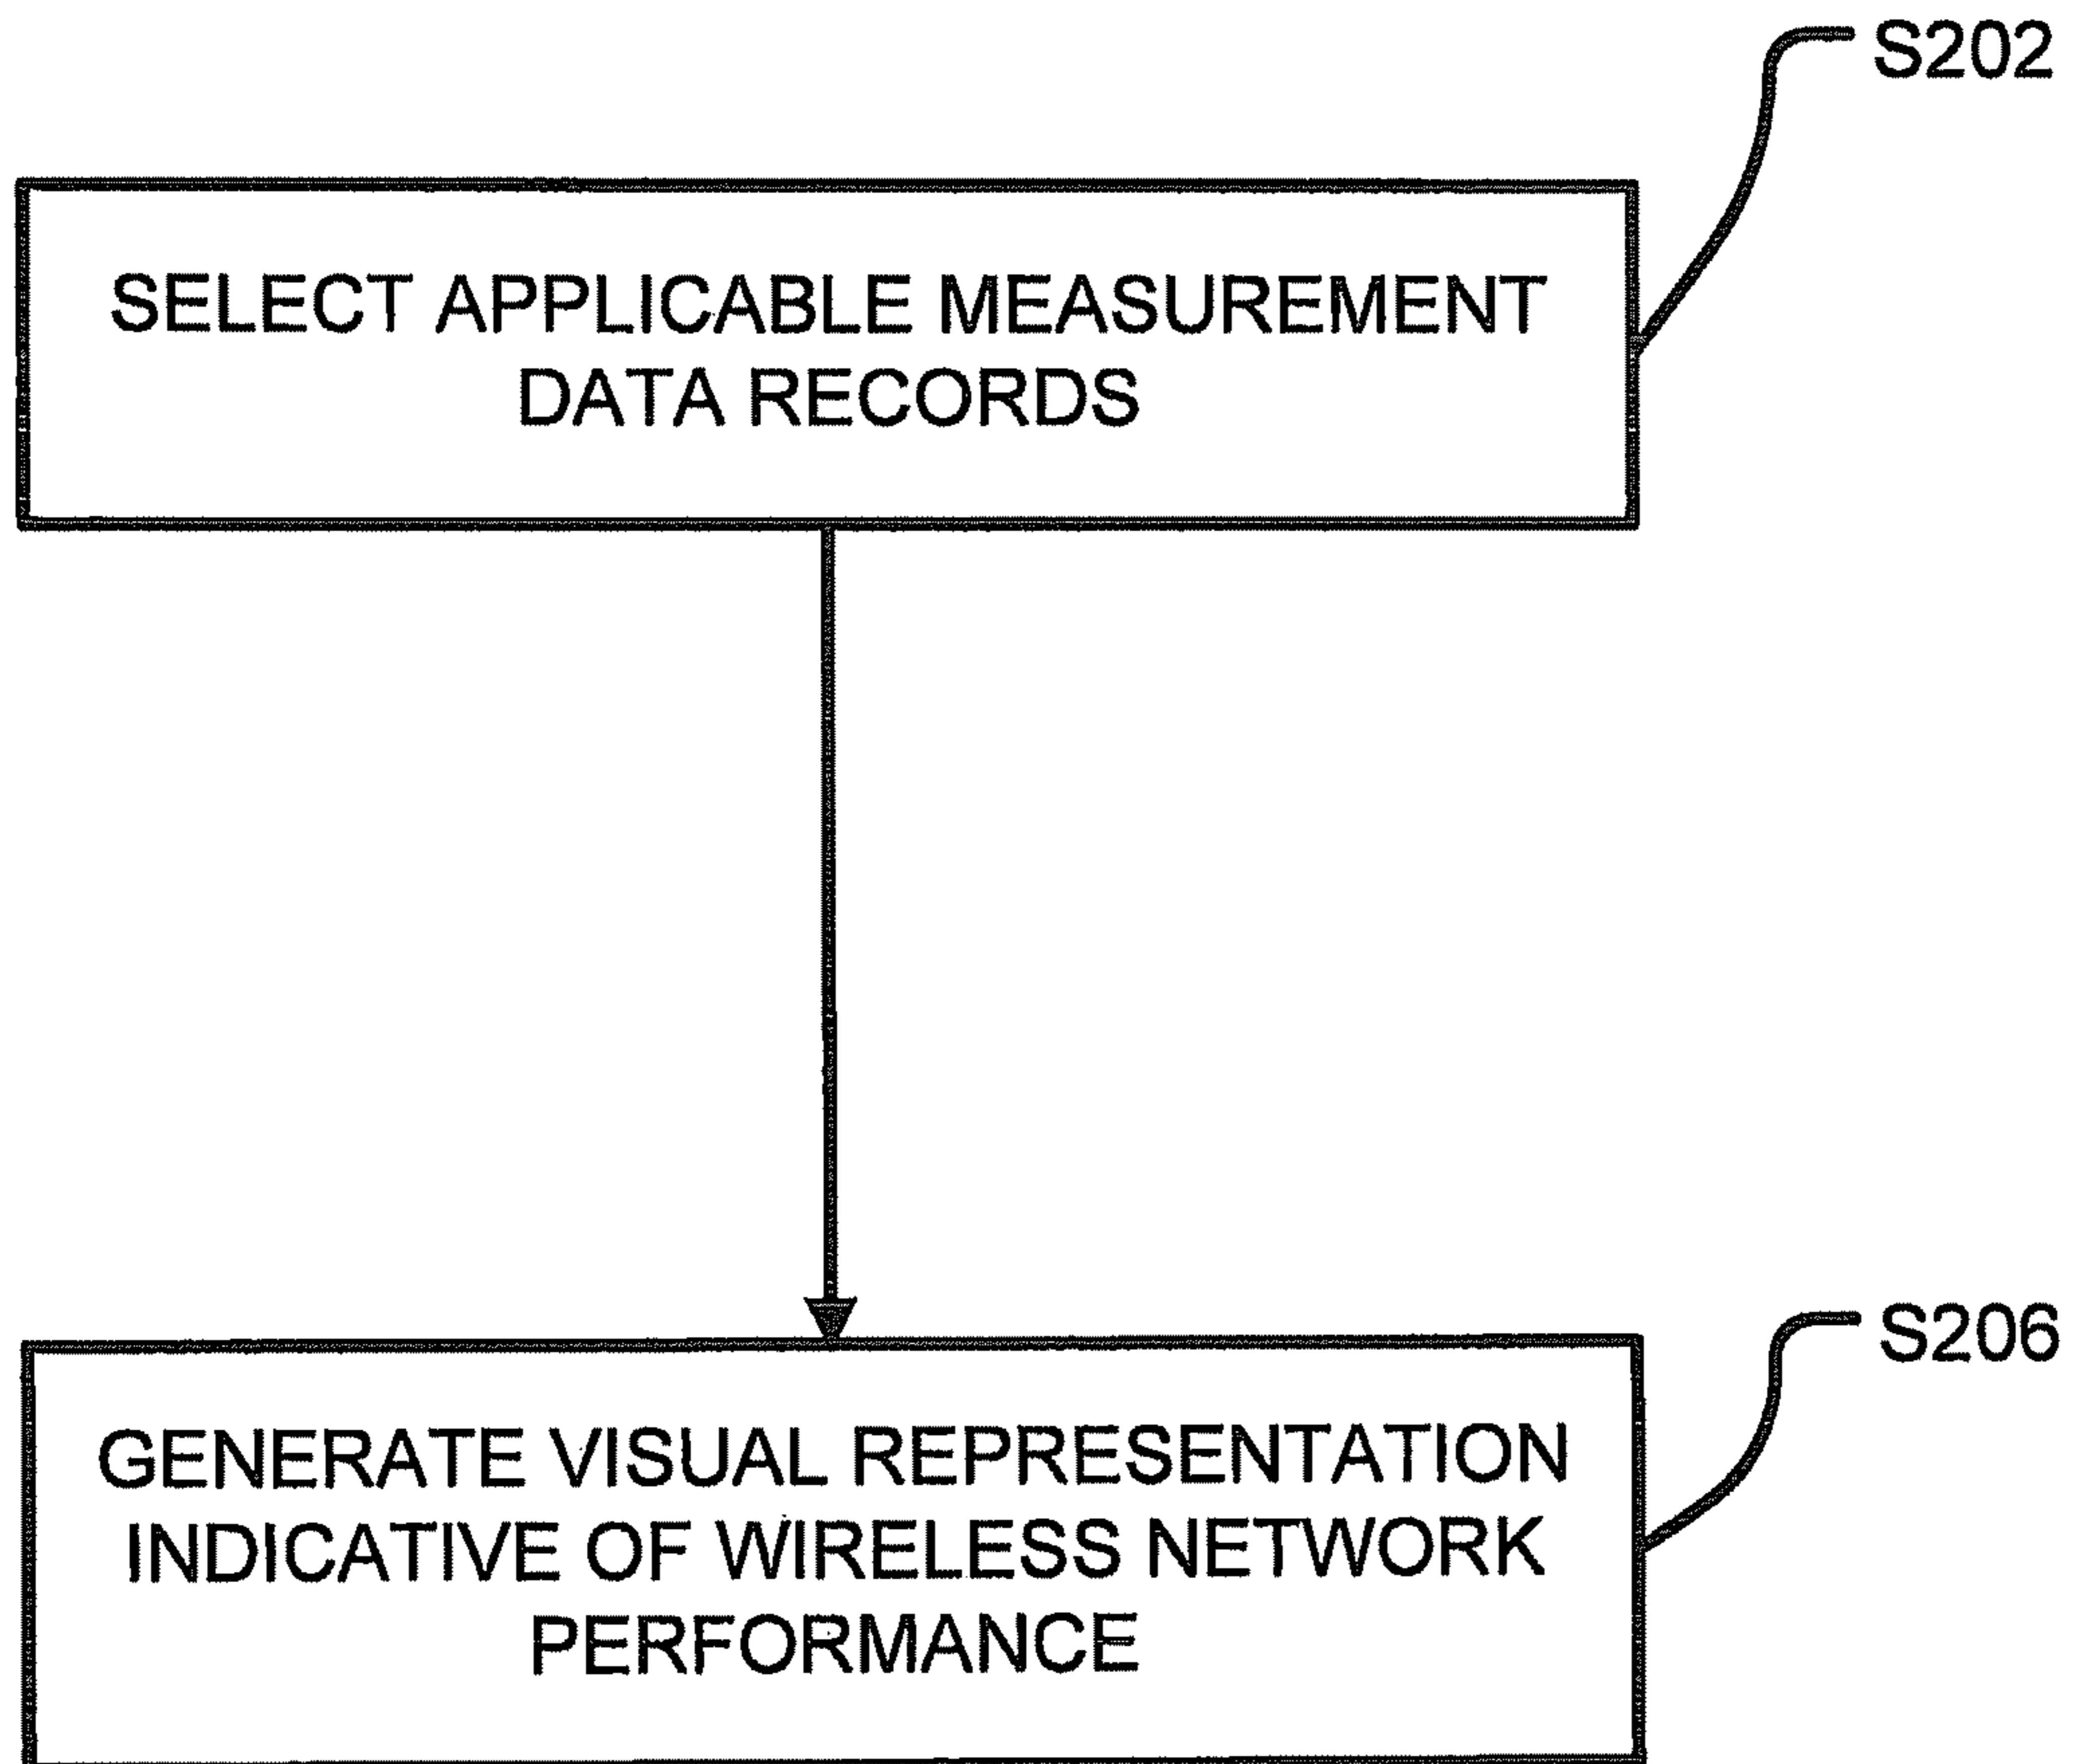 S202
SELECT APPLICABLE MEASUREMENT
DATA RECORDS
S206
GENERATE VISUAL REPRESENTATION
INDICATIVE OF WIRELESS NETWORK
PERFORMANCE